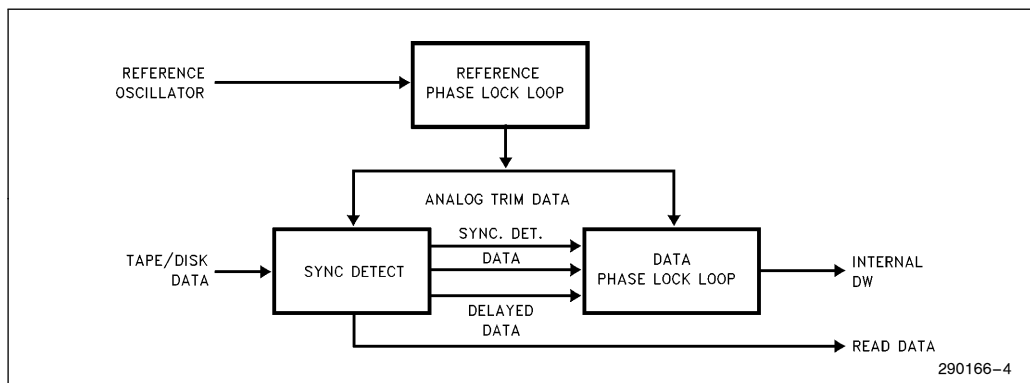 REFERENCE
OSCILLATOR
REFERENCE
PHASE LOCK LOOP
ANALOG TRIM DATA
TAPE/DISK
DATA
SYNC DETECT
SYNC. DET.
DATA
DELAYED
DATA
DATA
PHASE LOCK LOOP
INTERNAL
DW
READ DATA
290166–4